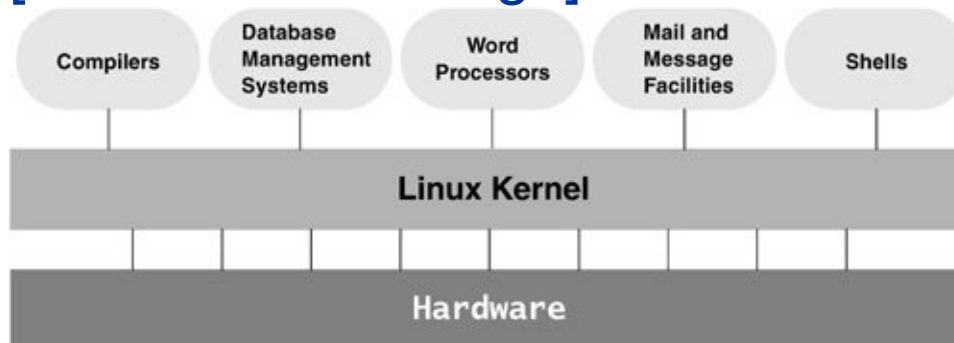 Compilers
Database
Management
Systems
Word
Processors
Mail and
Message
Facilities
Shells
Linux Kernel
Hardware